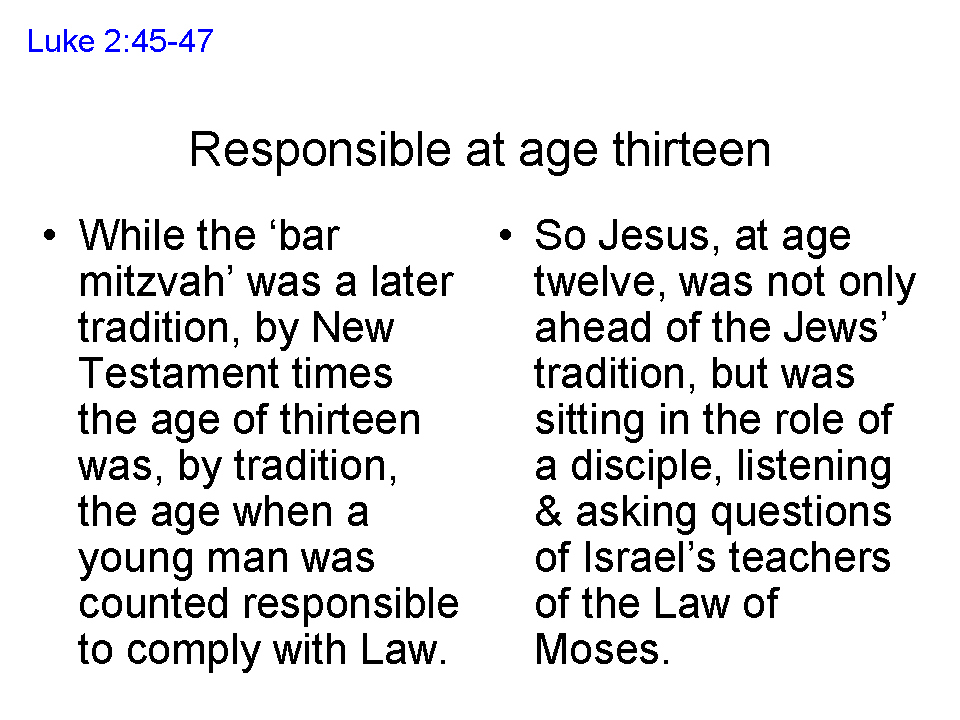 Luke 2:45-47
Responsible at age thirteen
• While the ‘bar
mitzvah’ was a later
tradition, by New
Testament times
the age of thirteen
was, by tradition,
the age when a
young man was
counted responsible
to comply with Law.
• So Jesus, at age
twelve, was not only
ahead of the Jews’
tradition, but was
sitting in the role of
a disciple, listening
& asking questions
of Israel’s teachers
of the Law of
Moses.